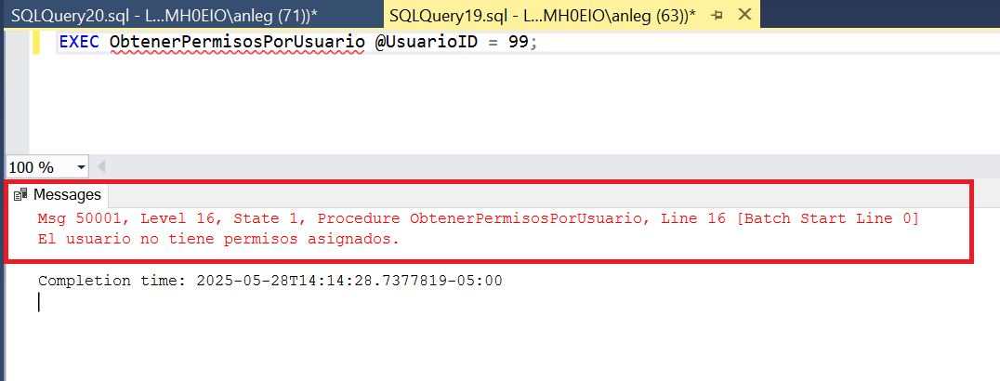 SQLQuery20.sql - L...MH0EIO\anleg (71))*
SQLQuery19.sql - L...MH0EIO\anleg (63))*
EXEC ObtenerPermisosPorUsuario @UsuarioID = 99;
100 %
Messages
Msg 50001, Level 16, State 1, Procedure ObtenerPermisosPorUsuario, Line 16 [Batch Start Line 0]
El usuario no tiene permisos asignados.
Completion time: 2025-05-28T14:14:28.7377819-05:00